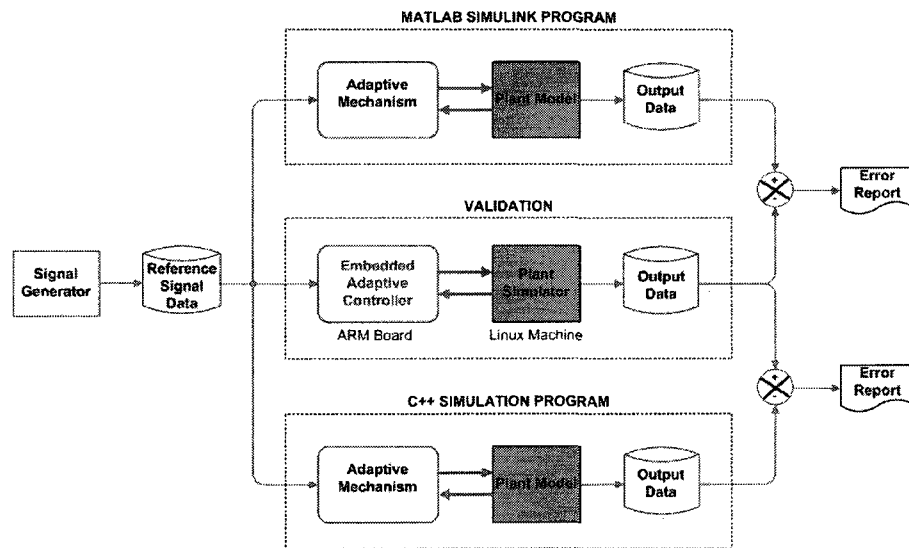 MATLAB SIMULINK PROGRAM
Adaptive
Mechanism
Plant Model
Output
Data
+
-
Error
Report
VALIDATION
Signal
Generator
Reference
Signal
Data
Embedded
Adaptive
Controller
ARM Board
Plant
Simulator
Linux Machine
Output
Data
+
-
Error
Report
C++ SIMULATION PROGRAM
Adaptive
Mechanism
Plant Model
Output
Data